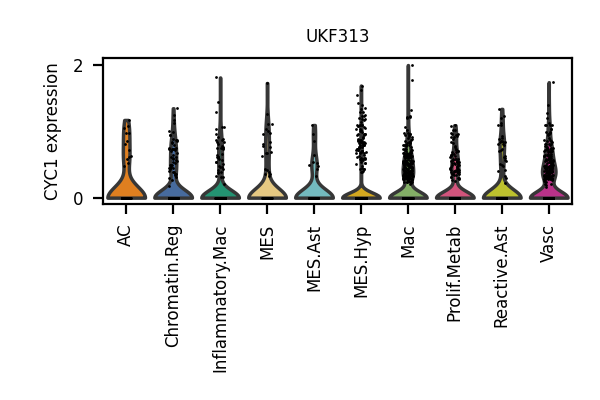 UKF313
CYC1 expression
2
0
AC
Chromatin.Reg
Inflammatory.Mac
MES
MES.Ast
MES.Hyp
Mac
Prolif.Metab
Reactive.Ast
Vasc